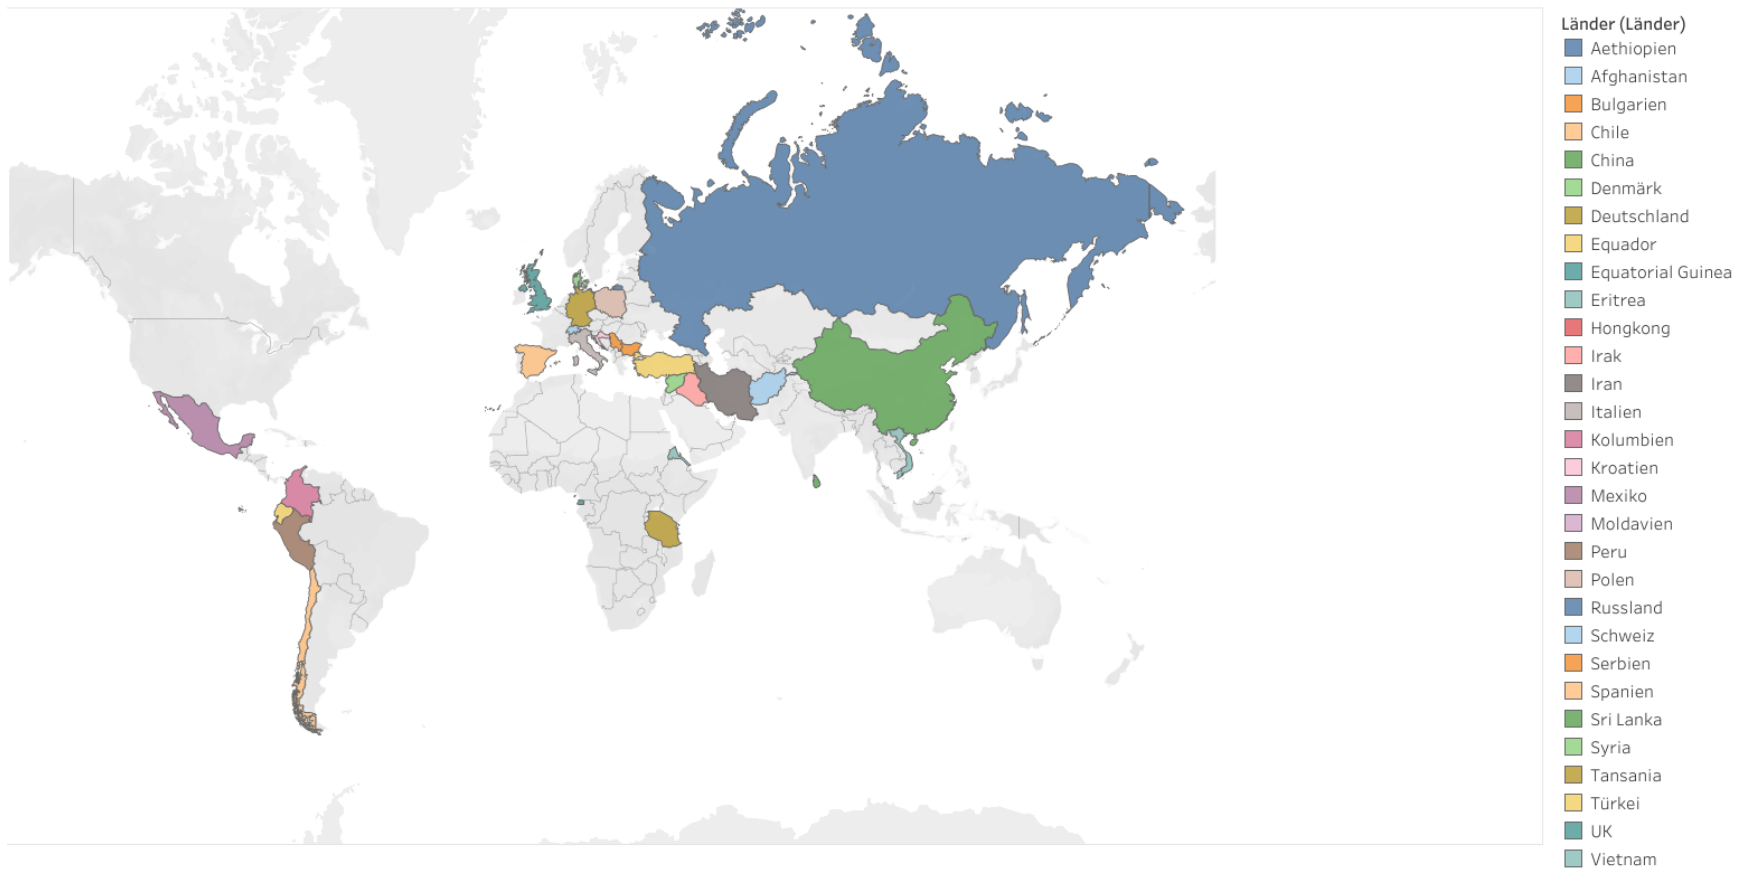 Länder (Länder)
Aethiopien
Afghanistan
Bulgarien
Chile
China
Denmärk
Deutschland
Equador
Equatorial Guinea
Eritrea
Hongkong
Irak
Iran
Italien
Kolumbien
Kroatien
Mexiko
Moldavien
Peru
Polen
Russland
Schweiz
Serbien
Spanien
Sri Lanka
Syria
Tansania
Türkei
UK
Vietnam